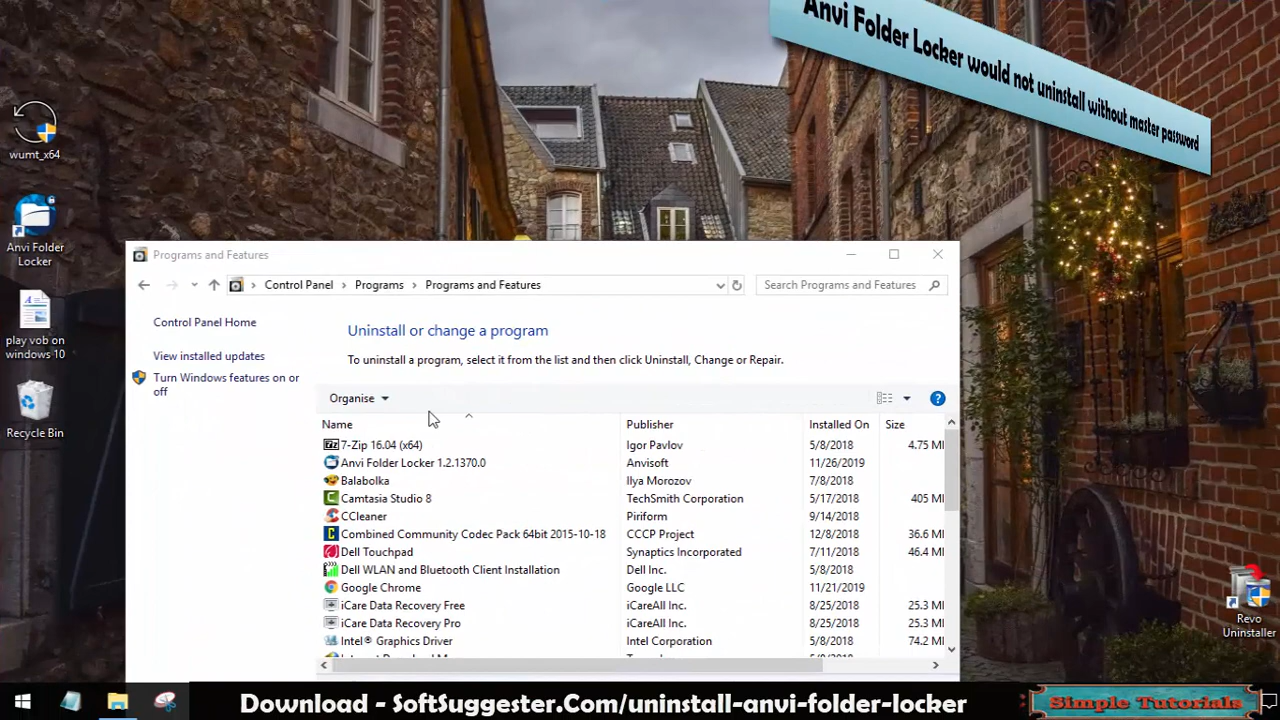 Anvi Folder Locker would not uninstall without master password
wumt_x64
Anvi Folder
Locker
play vob on
windows 10
Recycle Bin
Revo
Uninstaller
Programs and Features
Control Panel
Programs
Programs and Features
Search Programs and Features
Control Panel Home
View installed updates
Turn Windows features on or
off
Uninstall or change a program
To uninstall a program, select it from the list and then click Uninstall, Change or Repair.
Organise
Name Publisher Installed On Size
7-Zip 16.04 (x64) Igor Pavlov 5/8/2018 4.75 M
Anvi Folder Locker 1.2.1370.0 Anvisoft 11/26/2019
Balabolka Ilya Morozov 7/8/2018
Camtasia Studio 8 TechSmith Corporation 5/17/2018 405 M
CCleaner Piriform 9/14/2018
Combined Community Codec Pack 64bit 2015-10-18 CCCP Project 12/8/2018 36.6 M
Dell Touchpad Synaptics Incorporated 7/11/2018 46.4 M
Dell WLAN and Bluetooth Client Installation Dell Inc. 5/8/2018
Google Chrome Google LLC 11/21/2019
iCare Data Recovery Free iCareAll Inc. 8/25/2018 25.3 M
iCare Data Recovery Pro iCareAll Inc. 8/25/2018 25.3 M
Intel® Graphics Driver Intel Corporation 5/8/2018 74.2 M
Download - SoftSuggester.Com/uninstall-anvi-folder-locker
Simple Tutorials